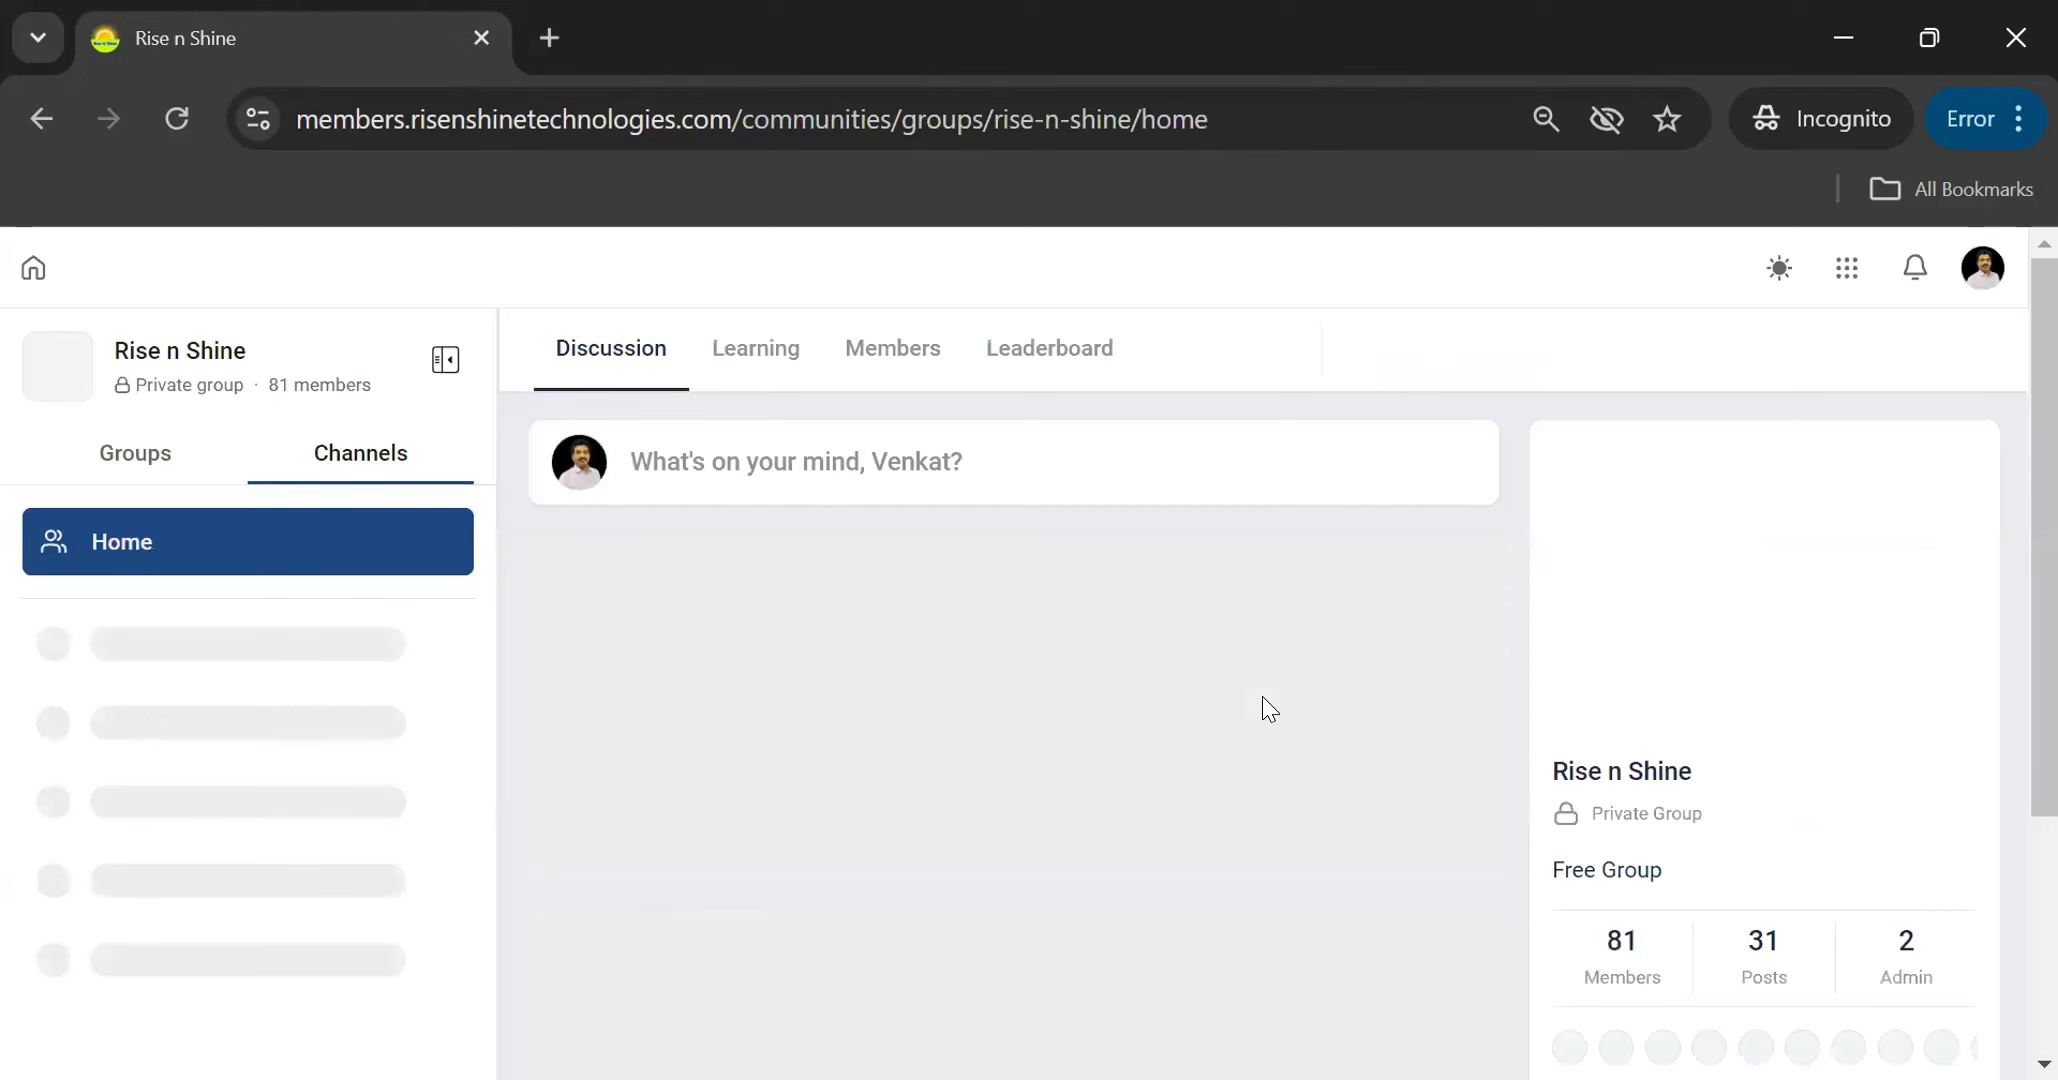 Rise n Shine
members.risenshinetechnologies.com/communities/groups/rise-n-shine/home
Incognito
Error
All Bookmarks
Rise n Shine
Private group · 81 members
Groups
Channels
Home
Discussion
Learning
Members
Leaderboard
What's on your mind, Venkat?
Rise n Shine
Private Group
Free Group
81
Members
31
Posts
2
Admin